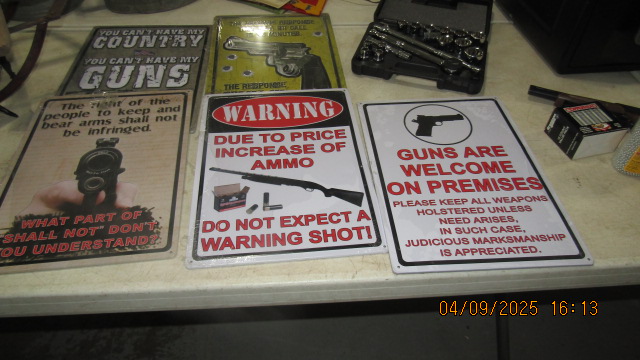 YOU CAN'T HAVE MY
COUNTRY
YOU CAN'T HAVE MY
GUNS
THE RESPONSE
The right of the
people to keep and
bear arms shall not
be infringed.
WHAT PART OF
"SHALL NOT" DON'T
YOU UNDERSTAND?
WARNING
DUE TO PRICE
INCREASE OF
AMMO
DO NOT EXPECT A
WARNING SHOT!
GUNS ARE
WELCOME
ON PREMISES
PLEASE KEEP ALL WEAPONS
HOLSTERED UNLESS
NEED ARISES,
IN SUCH CASE,
JUDICIOUS MARKSMANSHIP
IS APPRECIATED.
04/09/2025 16:13